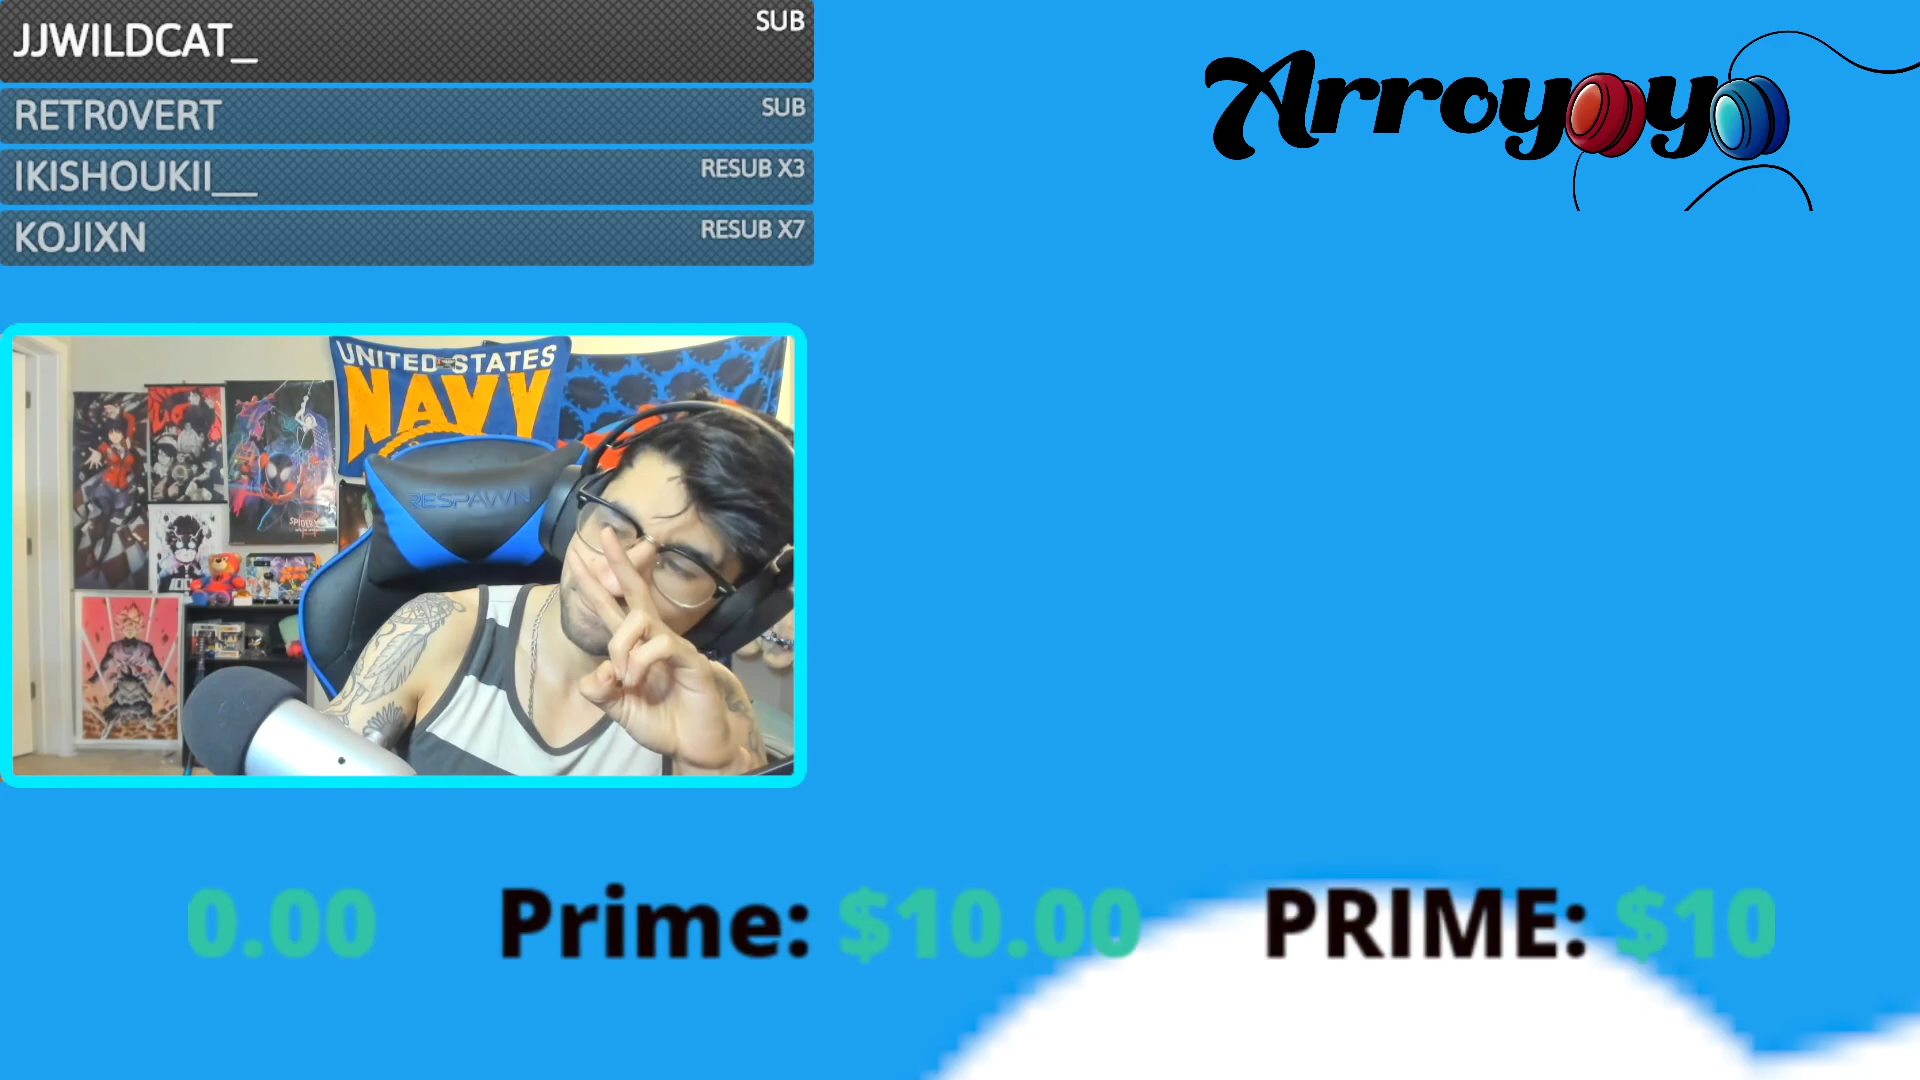 JJWILDCAT_ SUB
RETR0VERT SUB
IKISHOUKII__ RESUB X3
KOJIXN RESUB X7
Arroyoyo
UNITED STATES
NAVY
RESPAWN
0.00 Prime: $10.00 PRIME: $10